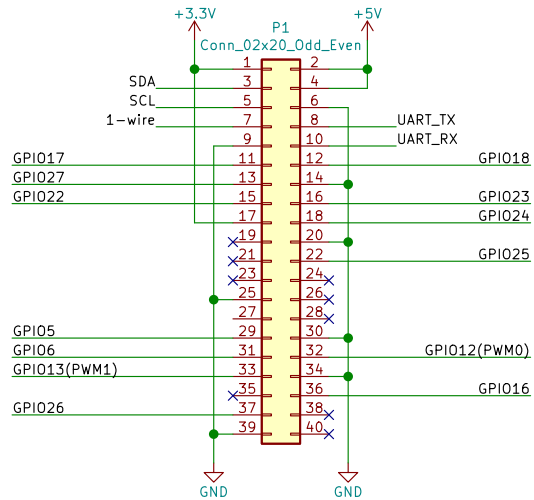 +3.3V P1 +5V
Conn_02x20_Odd_Even
1 2
SDA 3 4
SCL 5 6
1-wire 7 8 UART_TX
9 10 UART_RX
GPIO17 11 12 GPIO18
GPIO27 13 14
GPIO22 15 16 GPIO23
17 18 GPIO24
19 20
21 22 GPIO25
23 24
25 26
27 28
GPIO5 29 30
GPIO6 31 32 GPIO12(PWM0)
GPIO13(PWM1) 33 34
35 36 GPIO16
GPIO26 37 38
39 40
GND GND